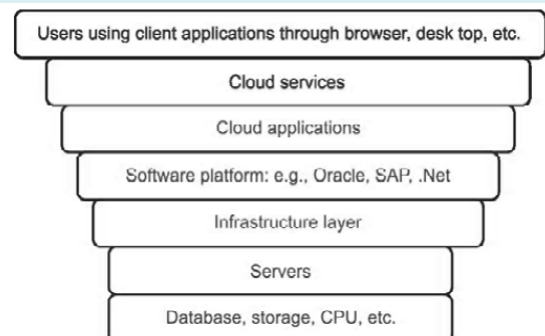 Users using client applications through browser, desk top, etc.
Cloud services
Cloud applications
Software platform: e.g., Oracle, SAP, .Net
Infrastructure layer
Servers
Database, storage, CPU, etc.